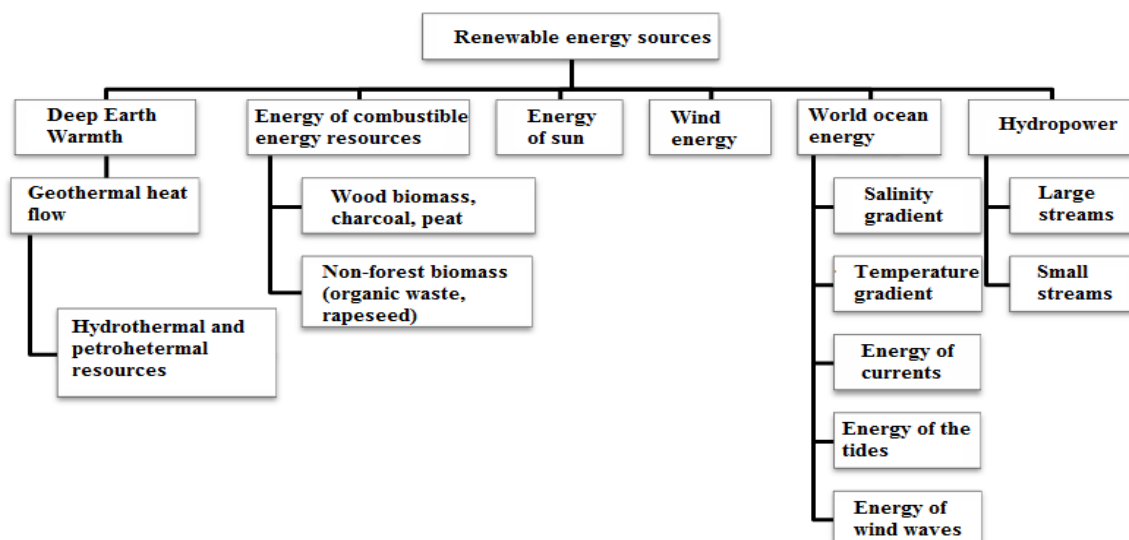 Renewable energy sources
Deep Earth
Warmth
Energy of combustible
energy resources
Energy
of sun
Wind
energy
World ocean
energy
Hydropower
Geothermal heat
flow
Wood biomass,
charcoal, peat
Salinity
gradient
Large
streams
Non-forest biomass
(organic waste,
rapeseed)
Temperature
gradient
Small
streams
Hydrothermal and
petrohetermal
resources
Energy of
currents
Energy of the
tides
Energy of
wind waves